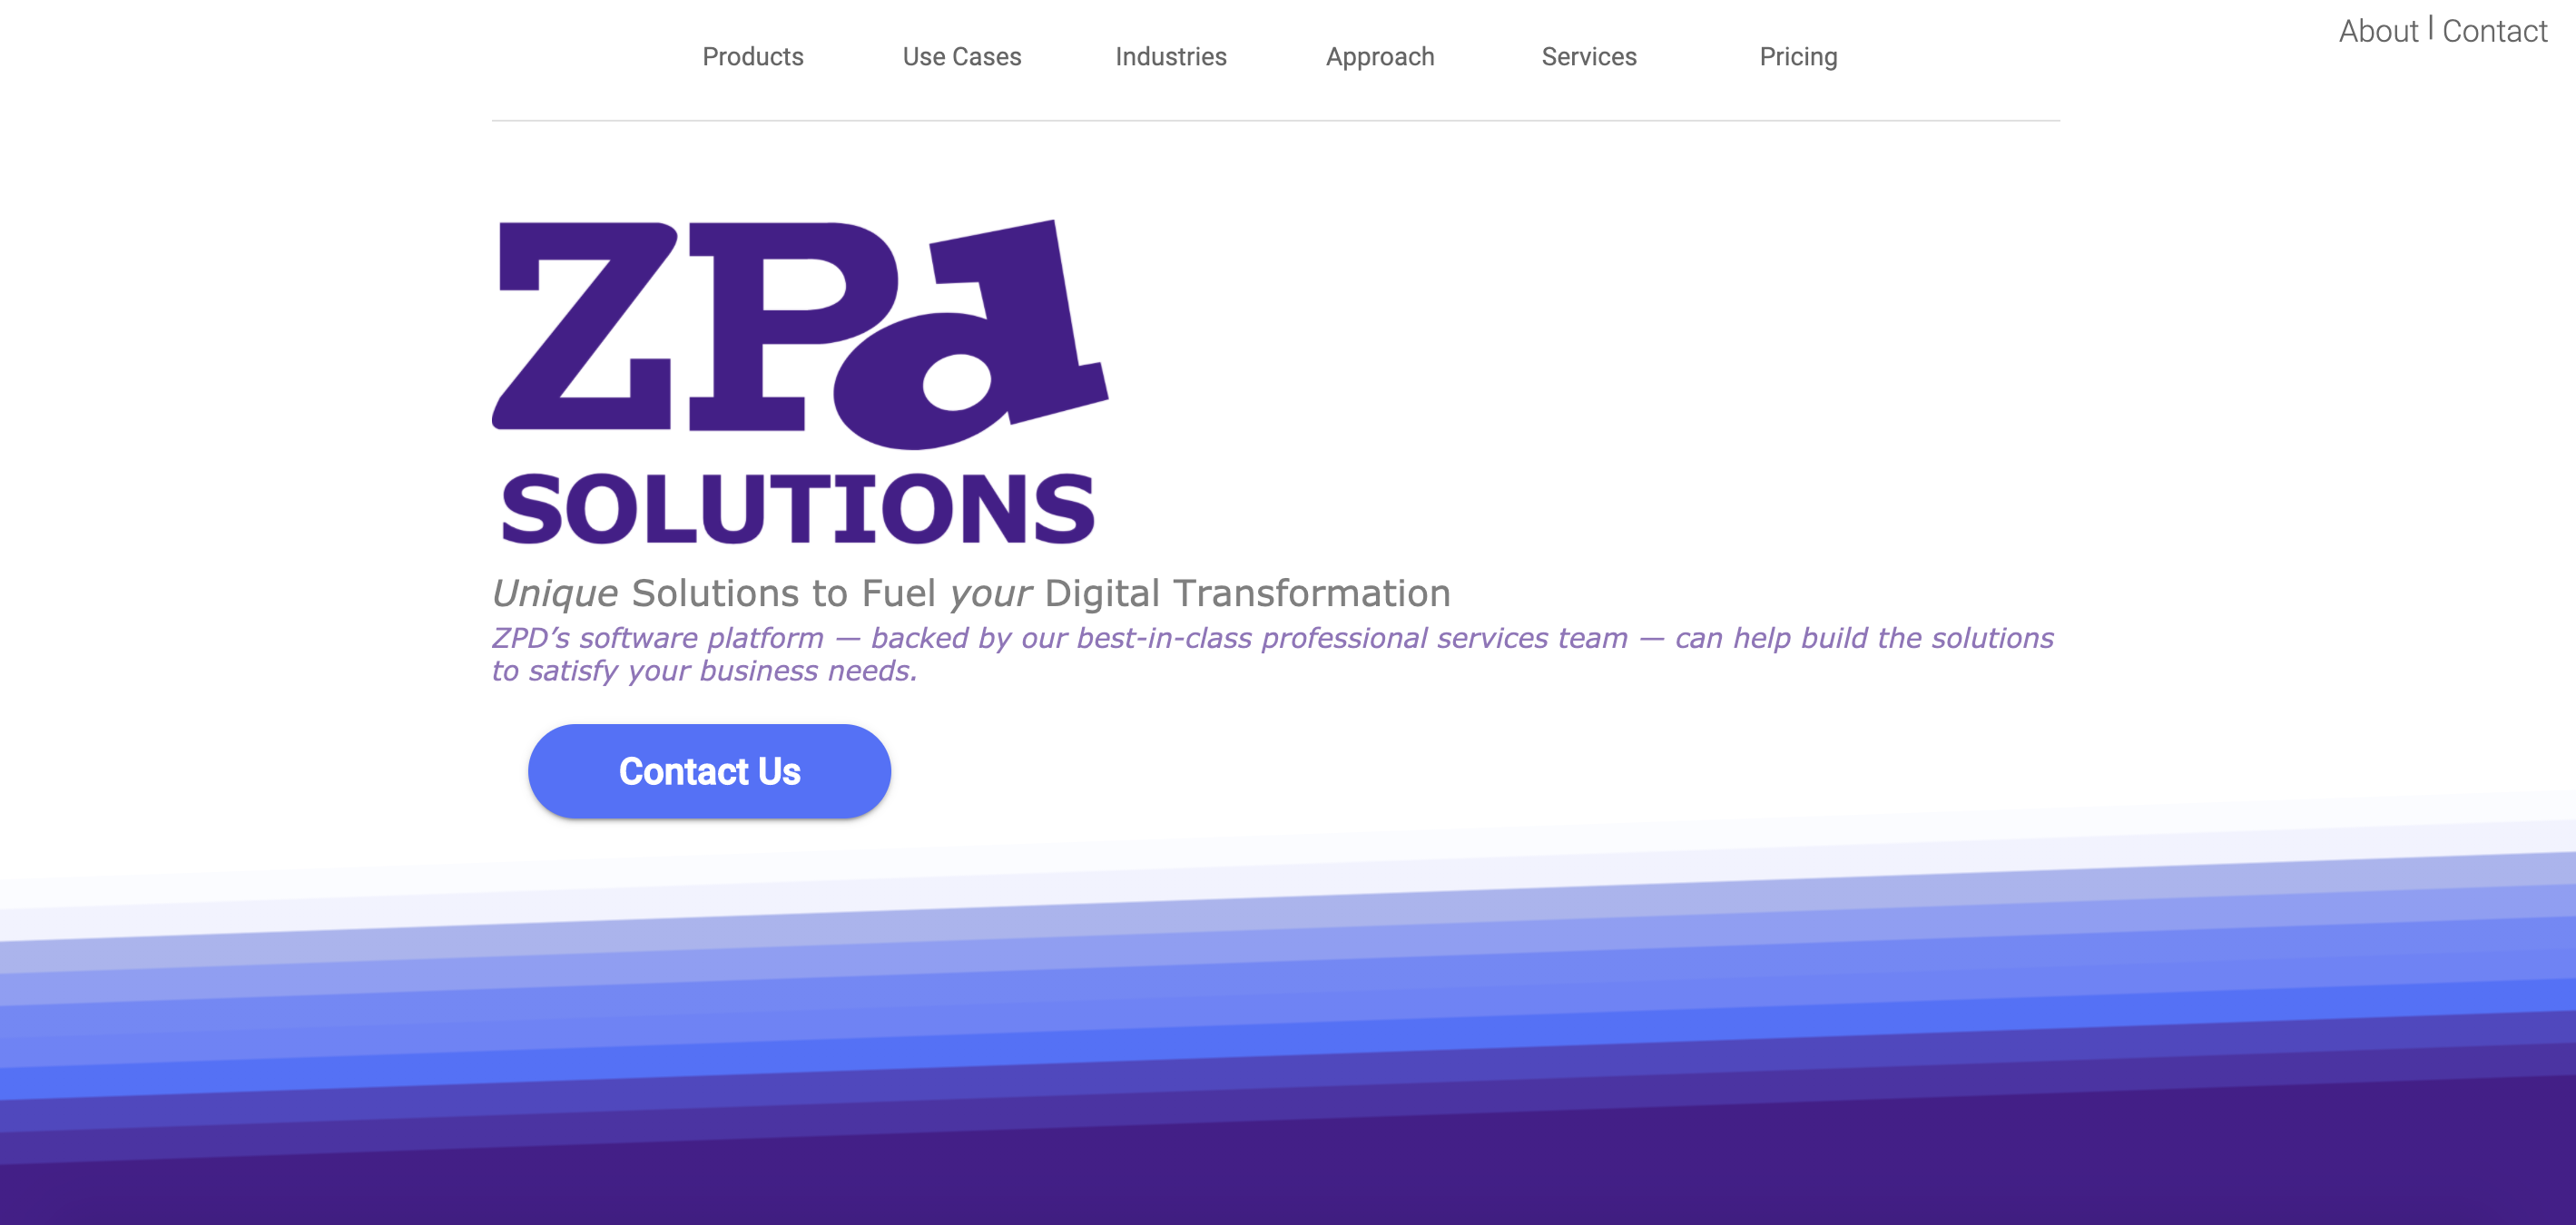 About | Contact
Products Use Cases Industries Approach Services Pricing
ZPd
SOLUTIONS
Unique Solutions to Fuel your Digital Transformation
ZPD’s software platform — backed by our best-in-class professional services team — can help build the solutions
to satisfy your business needs.
Contact Us